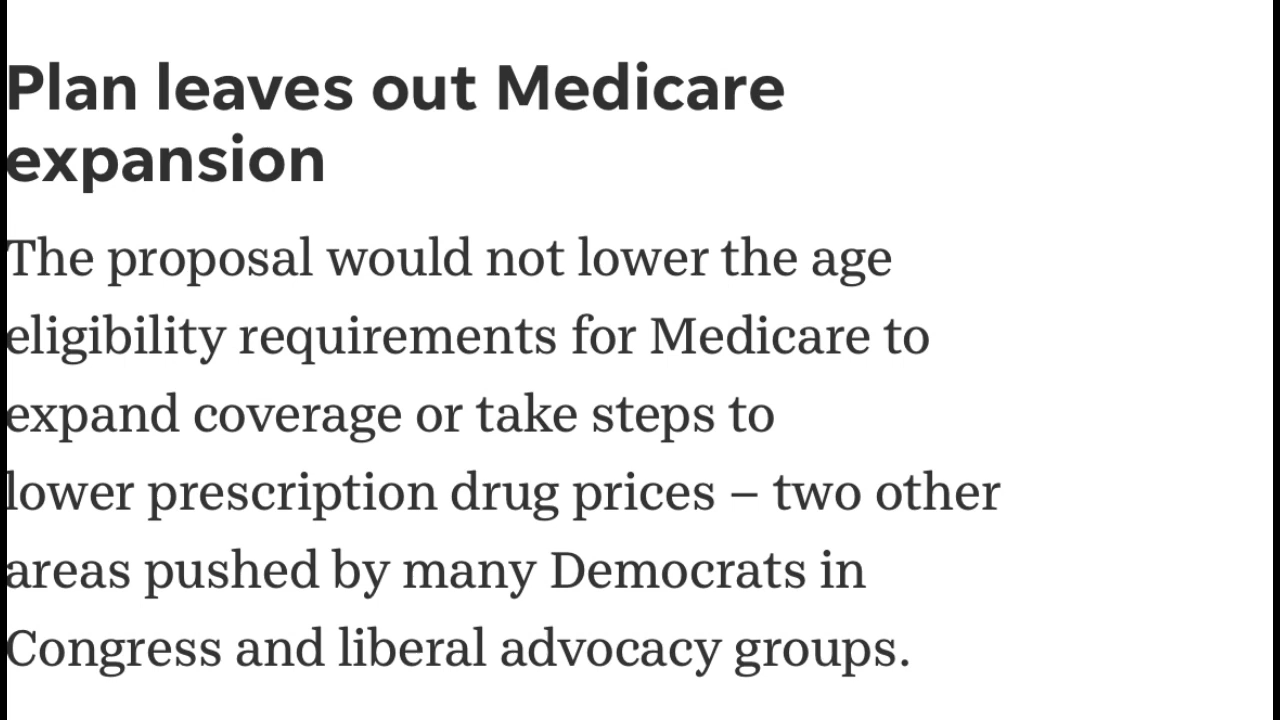 Plan leaves out Medicare
expansion
The proposal would not lower the age
eligibility requirements for Medicare to
expand coverage or take steps to
lower prescription drug prices – two other
areas pushed by many Democrats in
Congress and liberal advocacy groups.